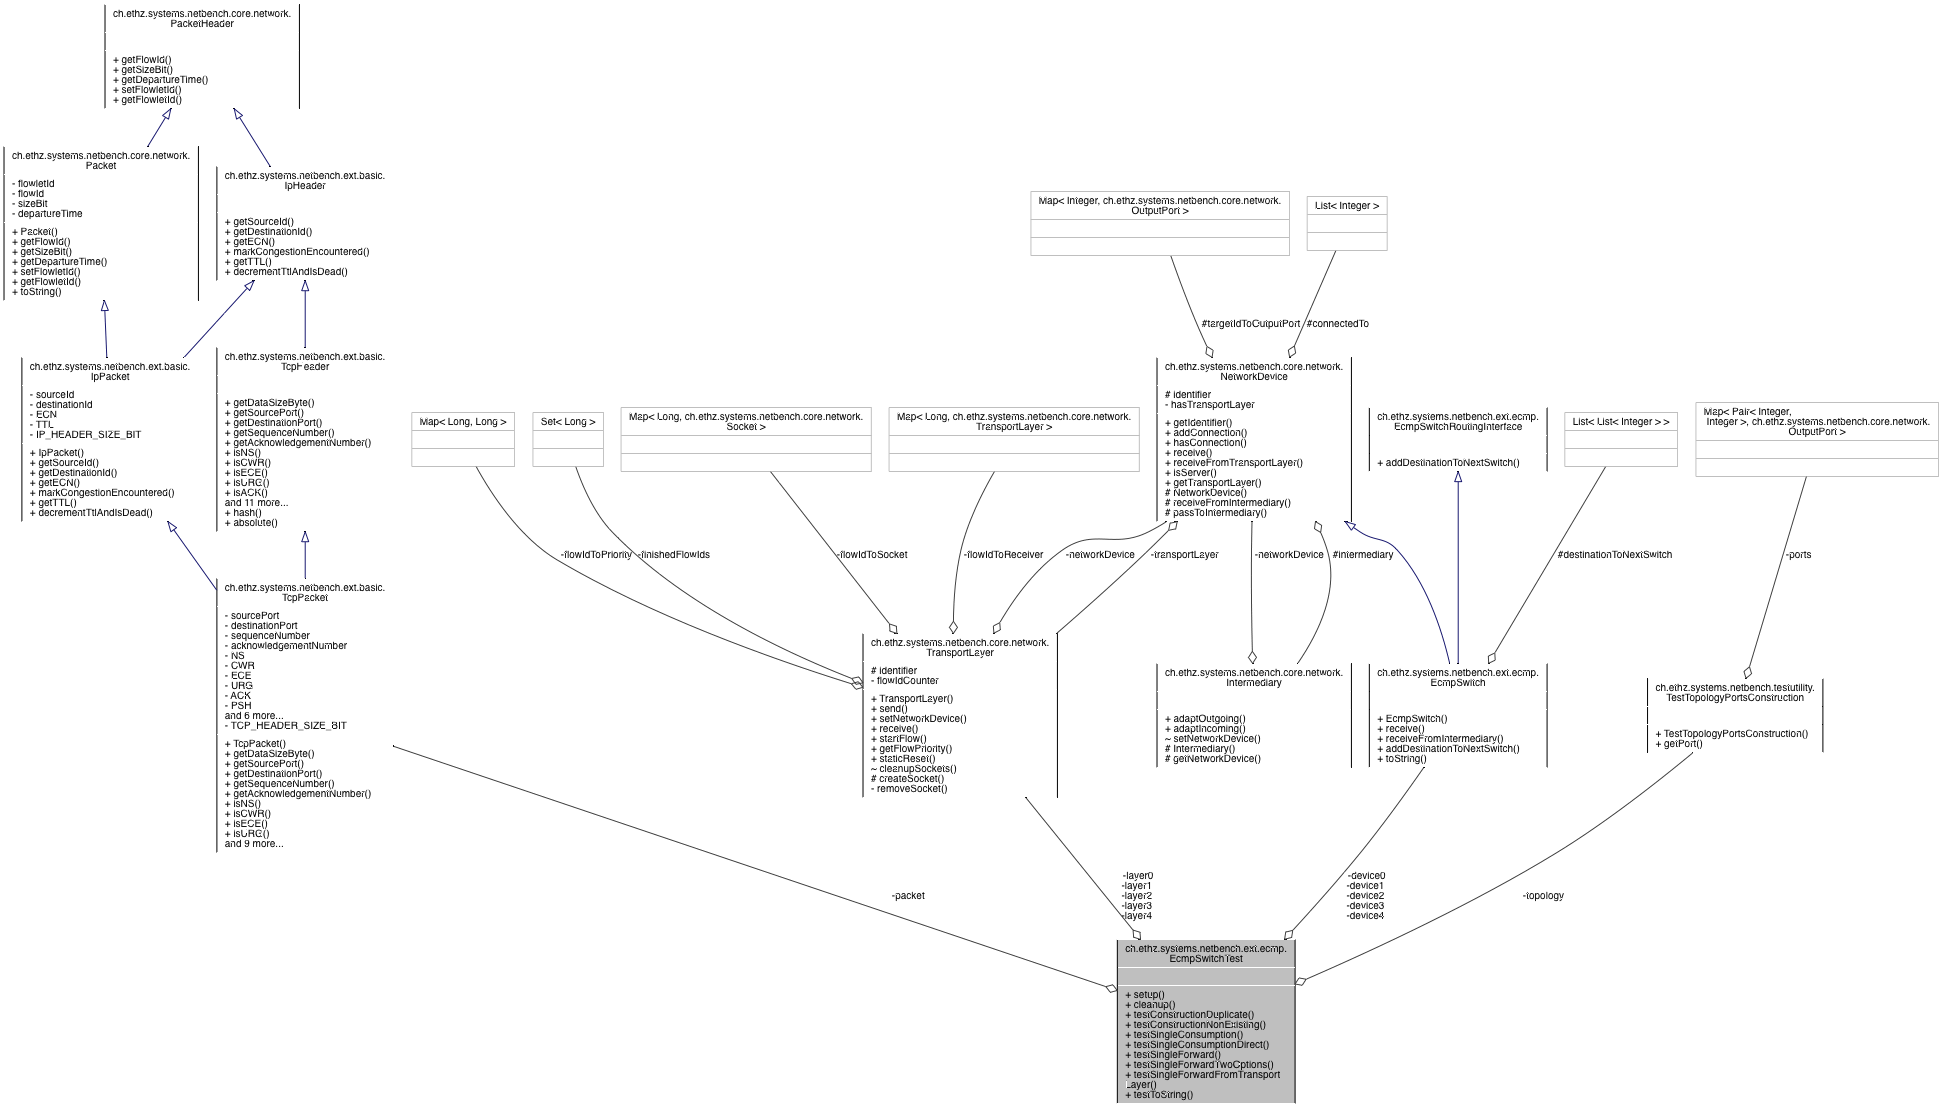 ch.ethz.systems.netbench.core.network.
PacketHeader
+ getFlowId()
+ getSizeBit()
+ getDepartureTime()
+ setFlowletId()
+ getFlowletId()
ch.ethz.systems.netbench.core.network.
Packet
- flowletId
- flowId
- sizeBit
- departureTime
+ Packet()
+ getFlowId()
+ getSizeBit()
+ getDepartureTime()
+ setFlowletId()
+ getFlowletId()
+ toString()
ch.ethz.systems.netbench.ext.basic.
IpHeader
+ getSourceId()
+ getDestinationId()
+ getECN()
+ markCongestionEncountered()
+ getTTL()
+ decrementTtlAndIsDead()
ch.ethz.systems.netbench.ext.basic.
IpPacket
- sourceId
- destinationId
- ECN
- TTL
- IP_HEADER_SIZE_BIT
+ IpPacket()
+ getSourceId()
+ getDestinationId()
+ getECN()
+ markCongestionEncountered()
+ getTTL()
+ decrementTtlAndIsDead()
ch.ethz.systems.netbench.ext.basic.
TcpHeader
+ getDataSizeByte()
+ getSourcePort()
+ getDestinationPort()
+ getSequenceNumber()
+ getAcknowledgementNumber()
+ isNS()
+ isCWR()
+ isECE()
+ isURG()
+ isACK()
and 11 more...
+ hash()
+ absolute()
ch.ethz.systems.netbench.ext.basic.
TcpPacket
- sourcePort
- destinationPort
- sequenceNumber
- acknowledgementNumber
- NS
- CWR
- ECE
- URG
- ACK
- PSH
and 6 more...
- TCP_HEADER_SIZE_BIT
+ TcpPacket()
+ getDataSizeByte()
+ getSourcePort()
+ getDestinationPort()
+ getSequenceNumber()
+ getAcknowledgementNumber()
+ isNS()
+ isCWR()
+ isECE()
+ isURG()
and 9 more...
Map< Long, Long >
Set< Long >
Map< Long, ch.ethz.systems.netbench.core.network.
Socket >
Map< Long, ch.ethz.systems.netbench.core.network.
TransportLayer >
Map< Integer, ch.ethz.systems.netbench.core.network.
OutputPort >
List< Integer >
#targetIdToOutputPort
#connectedTo
ch.ethz.systems.netbench.core.network.
NetworkDevice
# identifier
- hasTransportLayer
+ getIdentifier()
+ addConnection()
+ hasConnection()
+ receive()
+ receiveFromTransportLayer()
+ isServer()
+ getTransportLayer()
# NetworkDevice()
# receiveFromIntermediary()
# passToIntermediary()
ch.ethz.systems.netbench.ext.ecmp.
EcmpSwitchRoutingInterface
+ addDestinationToNextSwitch()
List< List< Integer > >
Map< Pair< Integer,
Integer >, ch.ethz.systems.netbench.core.network.
OutputPort >
-flowIdToPriority
-finishedFlowIds
-flowIdToSocket
-flowIdToReceiver
-networkDevice
-transportLayer
-networkDevice
#intermediary
#destinationToNextSwitch
-ports
ch.ethz.systems.netbench.core.network.
TransportLayer
# identifier
- flowIdCounter
+ TransportLayer()
+ send()
+ setNetworkDevice()
+ receive()
+ startFlow()
+ getFlowPriority()
+ staticReset()
~ cleanupSockets()
# createSocket()
- removeSocket()
ch.ethz.systems.netbench.core.network.
Intermediary
+ adaptOutgoing()
+ adaptIncoming()
~ setNetworkDevice()
# Intermediary()
# getNetworkDevice()
ch.ethz.systems.netbench.ext.ecmp.
EcmpSwitch
+ EcmpSwitch()
+ receive()
+ receiveFromIntermediary()
+ addDestinationToNextSwitch()
+ toString()
ch.ethz.systems.netbench.testutility.
TestTopologyPortsConstruction
+ TestTopologyPortsConstruction()
+ getPort()
-packet
-layer0
-layer1
-layer2
-layer3
-layer4
-device0
-device1
-device2
-device3
-device4
-topology
ch.ethz.systems.netbench.ext.ecmp.
EcmpSwitchTest
+ setup()
+ cleanup()
+ testConstructionDuplicate()
+ testConstructionNonExisting()
+ testSingleConsumption()
+ testSingleConsumptionDirect()
+ testSingleForward()
+ testSingleForwardTwoOptions()
+ testSingleForwardFromTransport
Layer()
+ testToString()